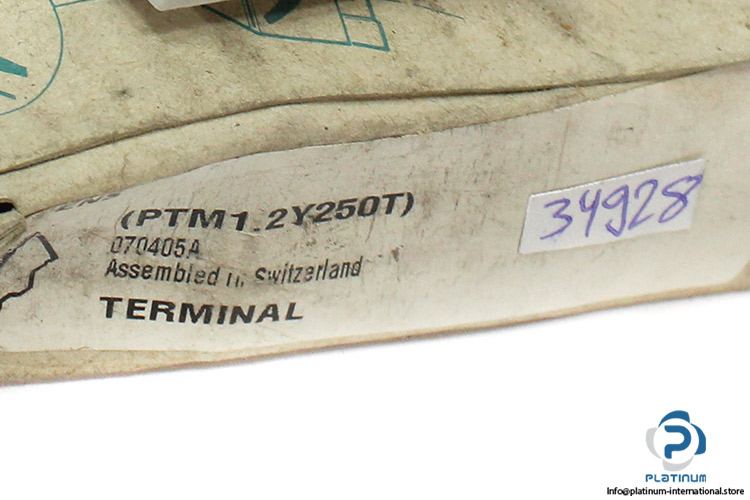 (PTM1.2Y250T)
070405A
Assembled in Switzerland
TERMINAL
34928
PLATINUM
Info@platinum-international.store